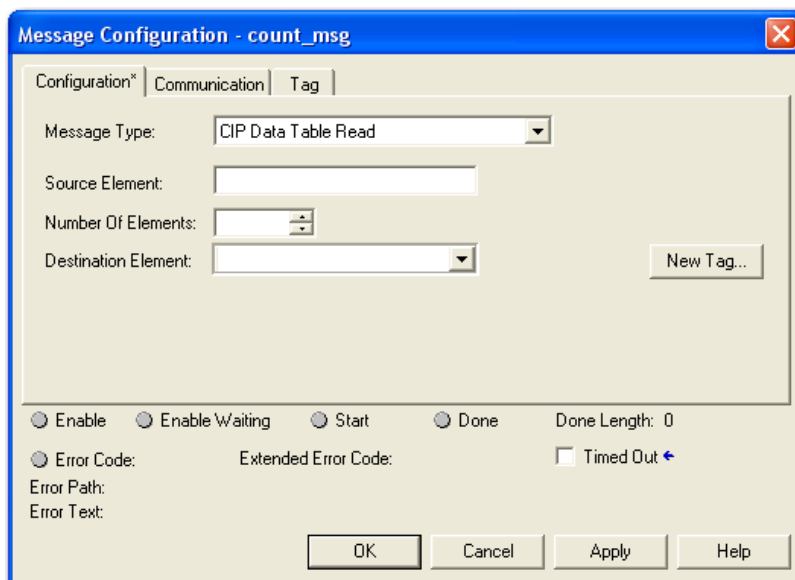 Message Configuration - count_msg
Configuration* Communication Tag
Message Type: CIP Data Table Read
Source Element:
Number Of Elements:
Destination Element: New Tag...
Enable Enable Waiting Start Done Done Length: 0
Error Code: Extended Error Code: Timed Out
Error Path:
Error Text:
OK Cancel Apply Help